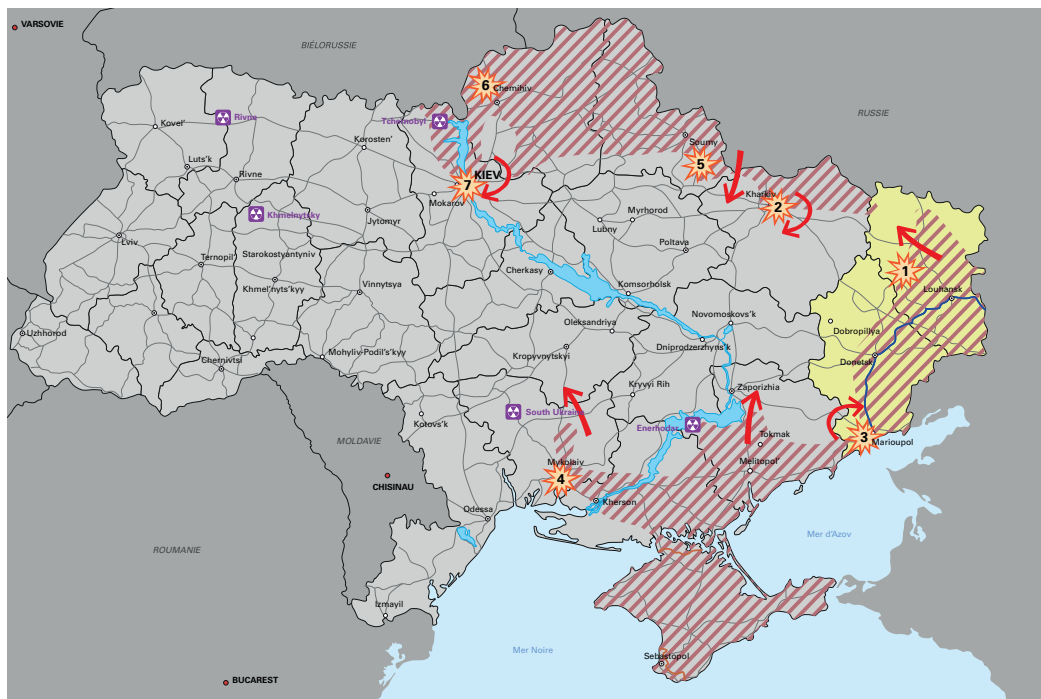 VARSOVIE
BIÉLORUSSIE
RUSSIE
6
Chernihiv
Kovel'
Rivne
Tchernobyl
Korosten'
Soumy
5
Luts'k
Rivne
KIEV
7
Mokarov
Kharkiv
2
Khmelnytsky
Jytomyr
Myrhorod
Lubny
Lviv
Poltava
Ternopil'
Starokostyantyniv
Cherkasy
1
Khmel'nyts'kyy
Vinnytsya
Komsorholsk
Louhansk
Novomoskovs'k
Oleksandriya
Uzhhorod
Dobropillya
Chernivtsi
Mohyliv-Podil's'kyy
Kropyvnytskyi
Dniprodzerzhyns'k
Donetsk
Kryvyi Rih
Zaporizhia
South Ukraine
Kotovs'k
Enerhodar
Tokmak
3
Marioupol
MOLDAVIE
Mykolaiv
4
Melitopol'
CHISINAU
Kherson
Odessa
Mer d'Azov
ROUMANIE
Izmayil
Mer Noire
Sebastopol
BUCAREST